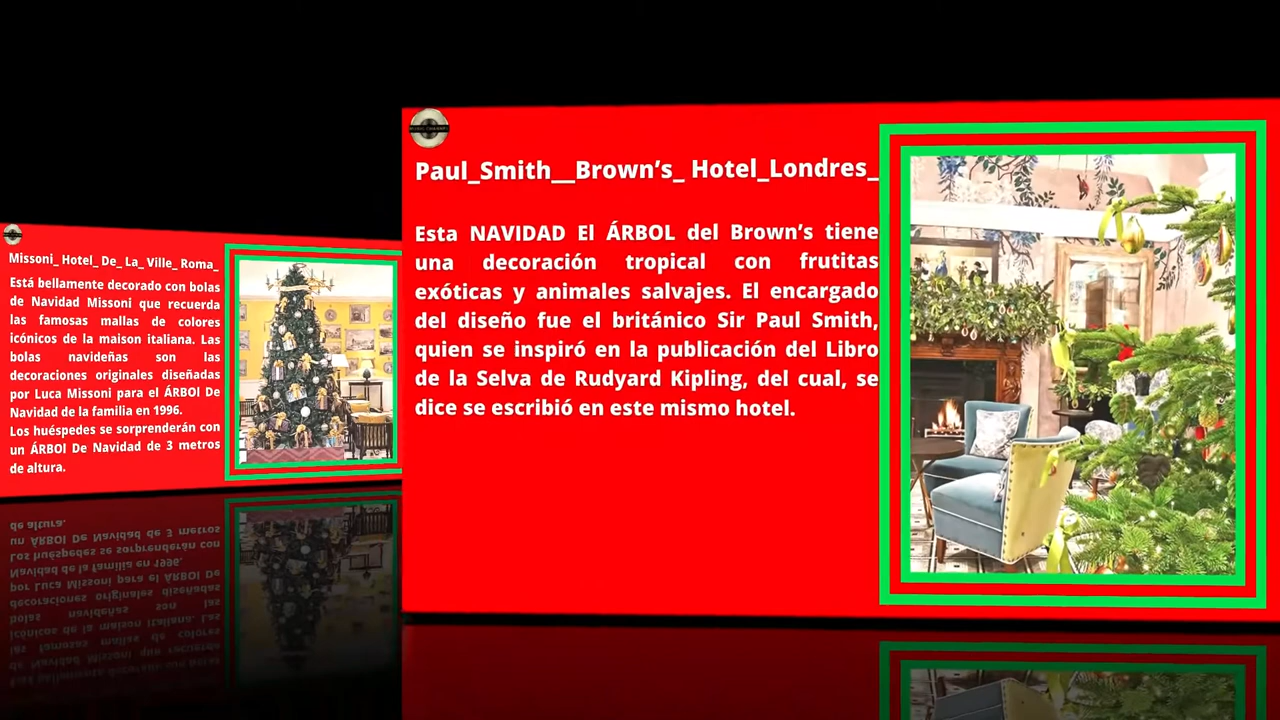 Missoni_ Hotel_ De_ La_ Ville_ Roma_
Está bellamente decorado con bolas
de Navidad Missoni que recuerda
las famosas mallas de colores
icónicos de la maison italiana. Las
bolas navideñas son las
decoraciones originales diseñadas
por Luca Missoni para el ÁRBOl De
Navidad de la familia en 1996.
Los huéspedes se sorprenderán con
un ÁRBOl De Navidad de 3 metros
de altura.
Paul_Smith__Brown’s_ Hotel_Londres_
Esta NAVIDAD El ÁRBOL del Brown’s tiene
una decoración tropical con frutitas
exóticas y animales salvajes. El encargado
del diseño fue el británico Sir Paul Smith,
quien se inspiró en la publicación del Libro
de la Selva de Rudyard Kipling, del cual, se
dice se escribió en este mismo hotel.